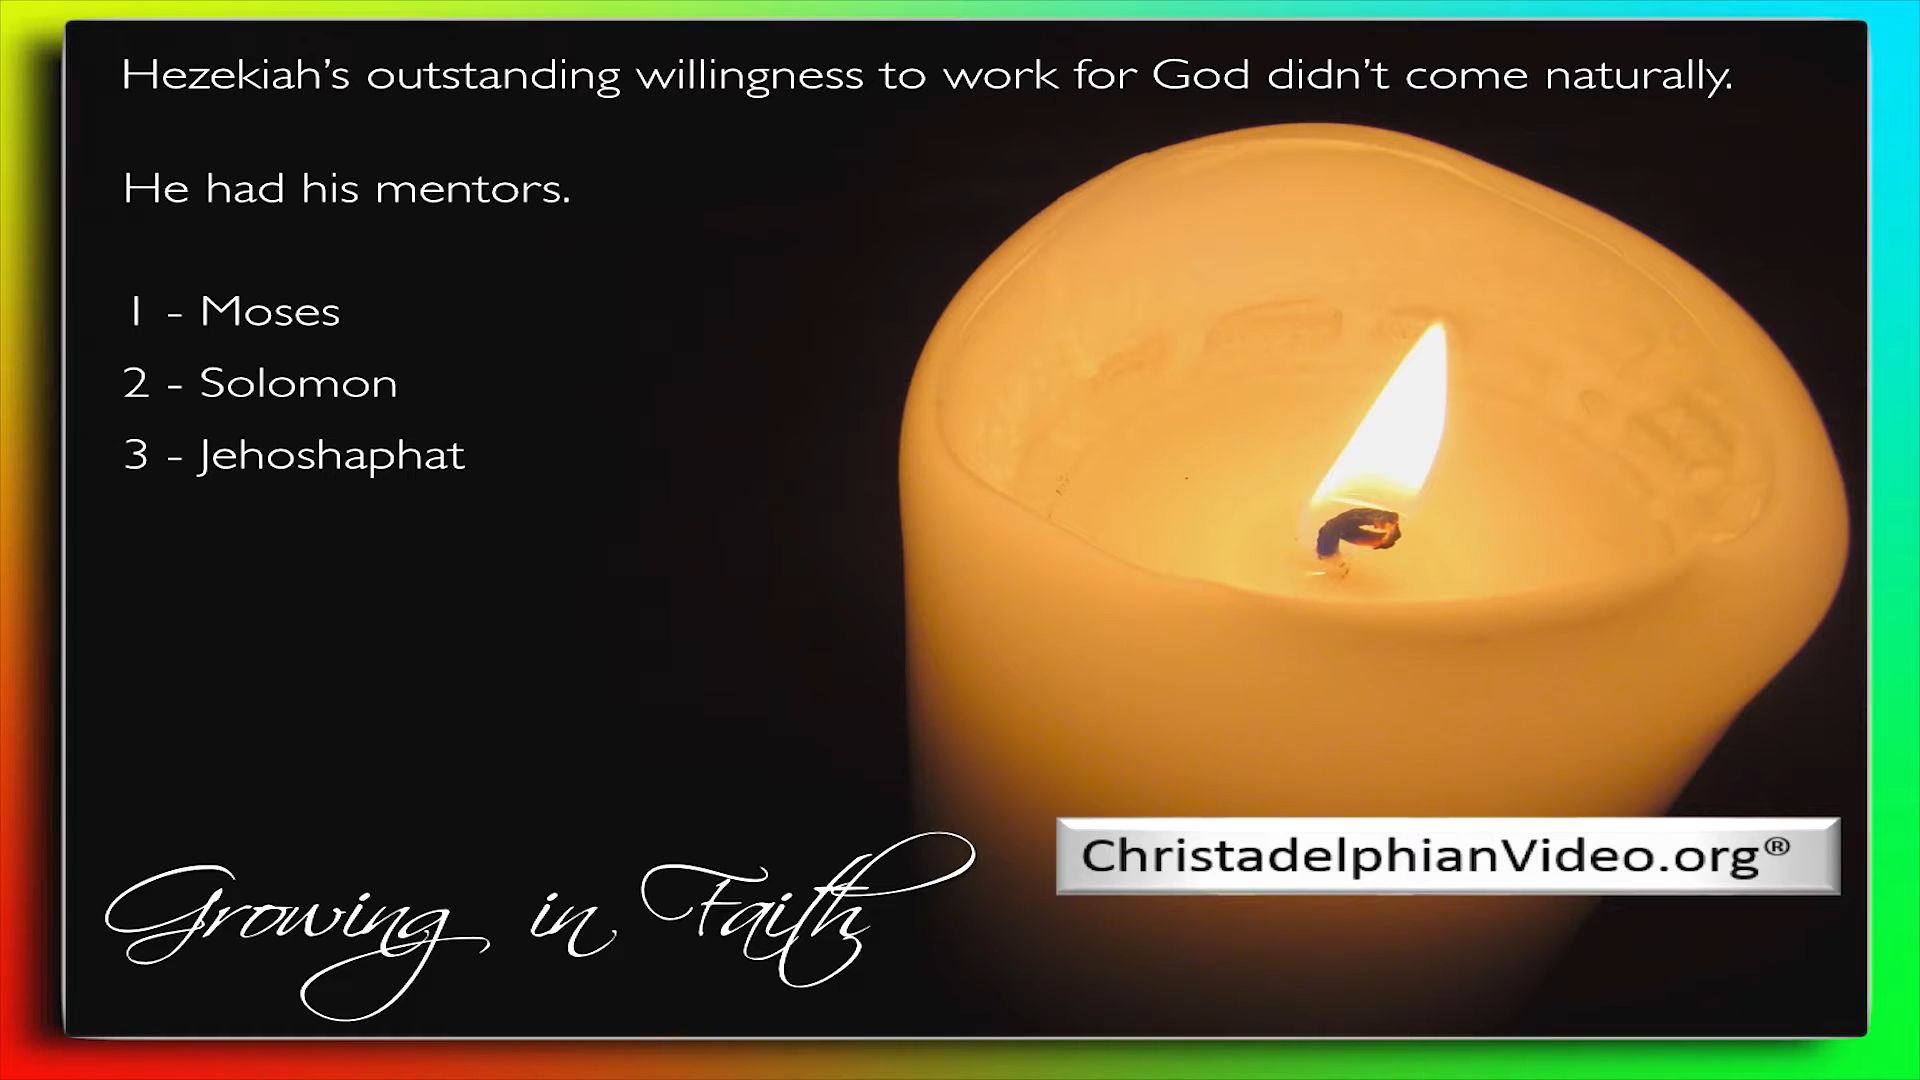 Hezekiah’s outstanding willingness to work for God didn’t come naturally.
He had his mentors.
1 - Moses
2 - Solomon
3 - Jehoshaphat
Growing in Faith
ChristadelphianVideo.org®